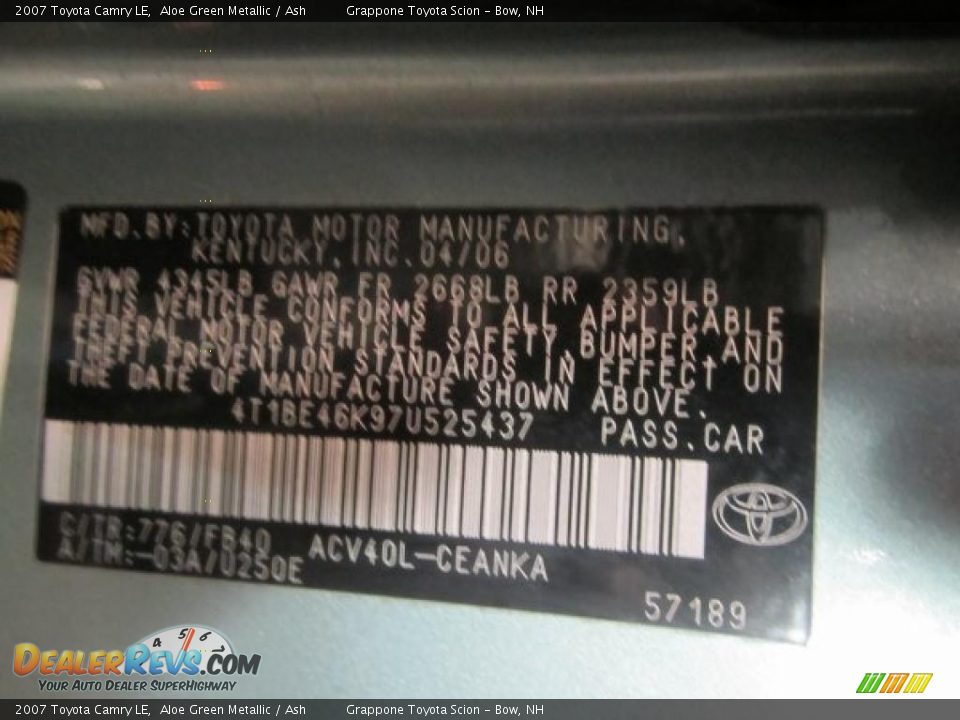 2007 Toyota Camry LE,  Aloe Green Metallic / Ash          Grappone Toyota Scion - Bow, NH
MFD. BY: TOYOTA MOTOR MANUFACTURING,
KENTUCKY, INC. 04/06
GVWR 4345LB GAWR FR 2668LB RR 2359LB
THIS VEHICLE CONFORMS TO ALL APPLICABLE
FEDERAL MOTOR VEHICLE SAFETY, BUMPER, AND
THEFT PREVENTION STANDARDS IN EFFECT ON
THE DATE OF MANUFACTURE SHOWN ABOVE.
4T1BE46K97U525437 PASS. CAR
C/TR:776/FB40 ACV40L-CEANKA
A/TM:-03A/U250E
57189
4 5 6
DEALERREVS.COM
YOUR AUTO DEALER SUPERHIGHWAY
2007 Toyota Camry LE,  Aloe Green Metallic / Ash          Grappone Toyota Scion - Bow, NH